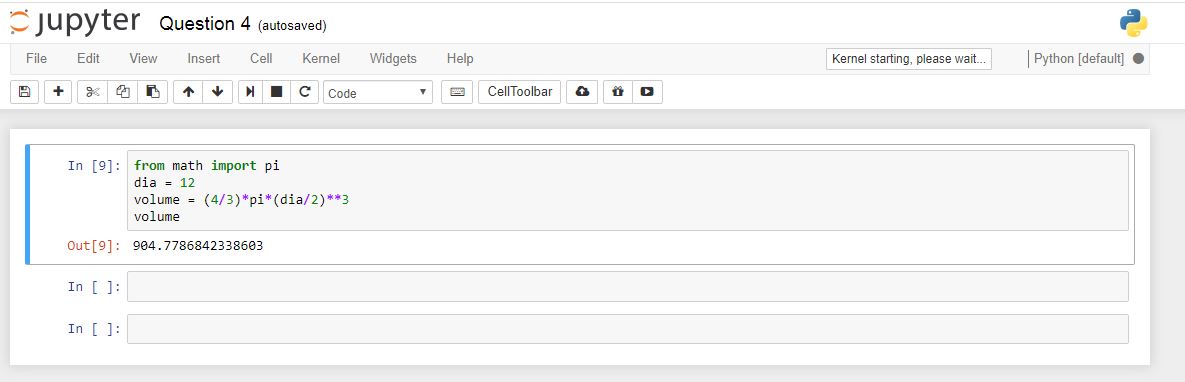 jupyter Question 4 (autosaved)
File Edit View Insert Cell Kernel Widgets Help Kernel starting, please wait... Python [default]
Code CellToolbar
In [9]: from math import pi
dia = 12
volume = (4/3)*pi*(dia/2)**3
volume
Out[9]: 904.7786842338603
In [ ]:
In [ ]: